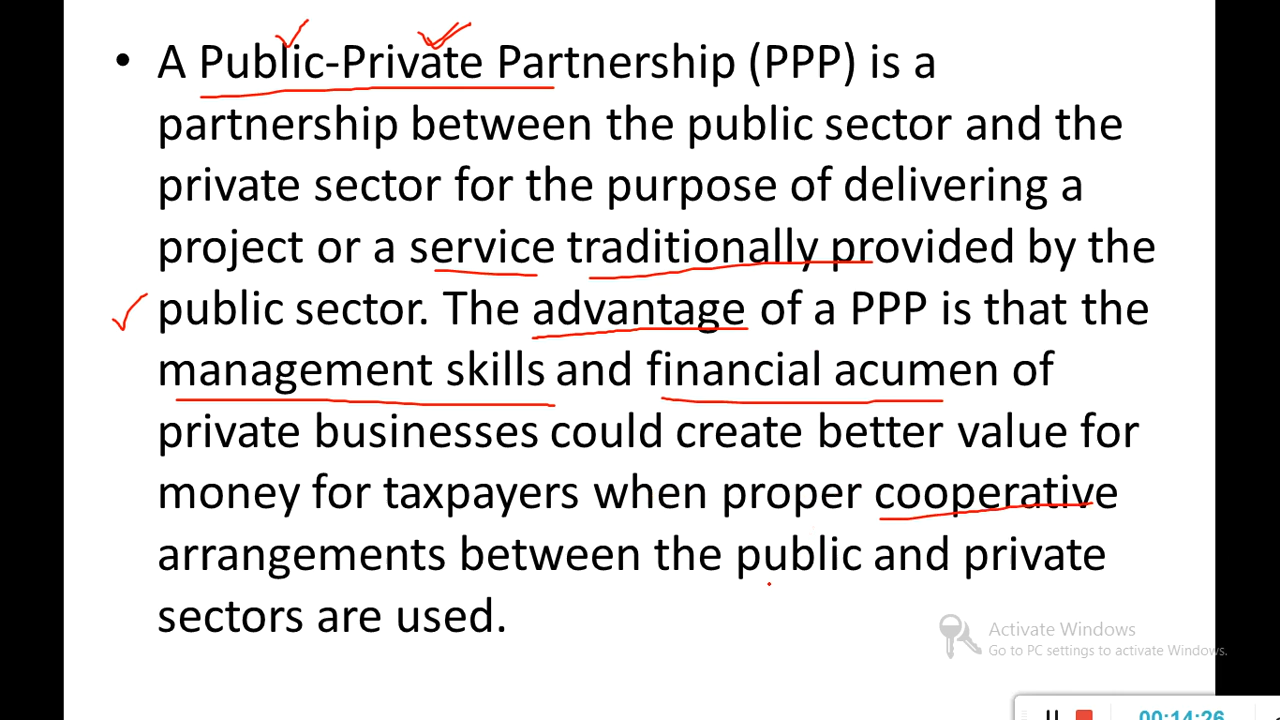 • A Public-Private Partnership (PPP) is a
partnership between the public sector and the
private sector for the purpose of delivering a
project or a service traditionally provided by the
public sector. The advantage of a PPP is that the
management skills and financial acumen of
private businesses could create better value for
money for taxpayers when proper cooperative
arrangements between the public and private
sectors are used.
Activate Windows
Go to PC settings to activate Windows.
00:14:26